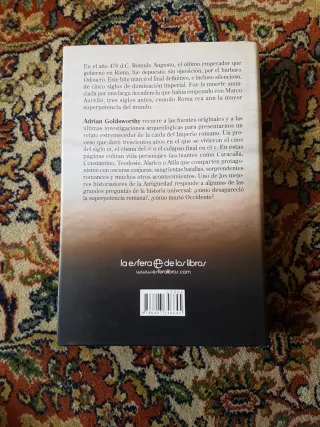 En el año 476 d.C. Rómulo Augusto, el último emperador que
gobernó en Roma, fue depuesto, sin oposición, por el bárbaro
Odoacro. Este hito marcó el final definitivo, e incluso silencioso,
de cinco siglos de dominación imperial. Fue la muerte anun-
ciada por una larga decadencia que había empezado con Marco
Aurelio, tres siglos antes, cuando Roma era aún la mayor
superpotencia del mundo.
Adrian Goldsworthy recurre a las fuentes originales y a las
últimas investigaciones arqueológicas para presentarnos un
relato estremecedor de la caída del Imperio romano. Un pro-
ceso que duró trescientos años en el que se vivieron el caos
del siglo III, el cisma del IV y el colapso final en el V. En estas
páginas cobran vida personajes fascinantes como Caracalla,
Constantino, Teodosio, Alarico o Atila que comparten protago-
nismo con oscuras conjuras, sangrientas batallas, sorprendentes
romances y muchos otros acontecimientos. Uno de los mejo-
res historiadores de la Antigüedad responde a algunas de las
grandes preguntas de la historia universal: ¿cómo desapareció
la superpotencia romana?, ¿cómo murió Occidente?
la esfera de los libros
www.esferalibros.com